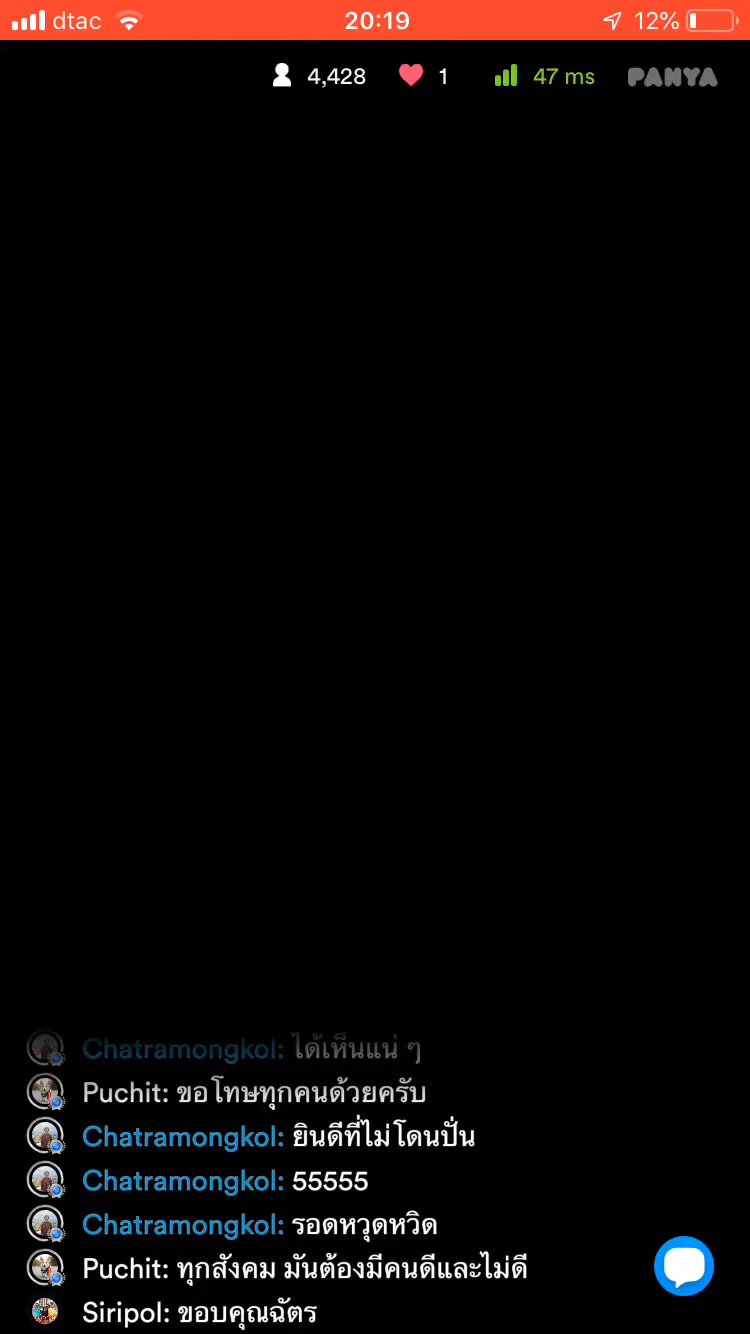 dtac 20:19 12%
4,428 1 47 ms PANYA
Chatramongkol: ได้เห็นแน่ ๆ
Puchit: ขอโทษทุกคนด้วยครับ
Chatramongkol: ยินดีที่ไม่โดนปั่น
Chatramongkol: 55555
Chatramongkol: รอดหวุดหวิด
Puchit: ทุกสังคม มันต้องมีคนดีและไม่ดี
Siripol: ขอบคุณฉัตร